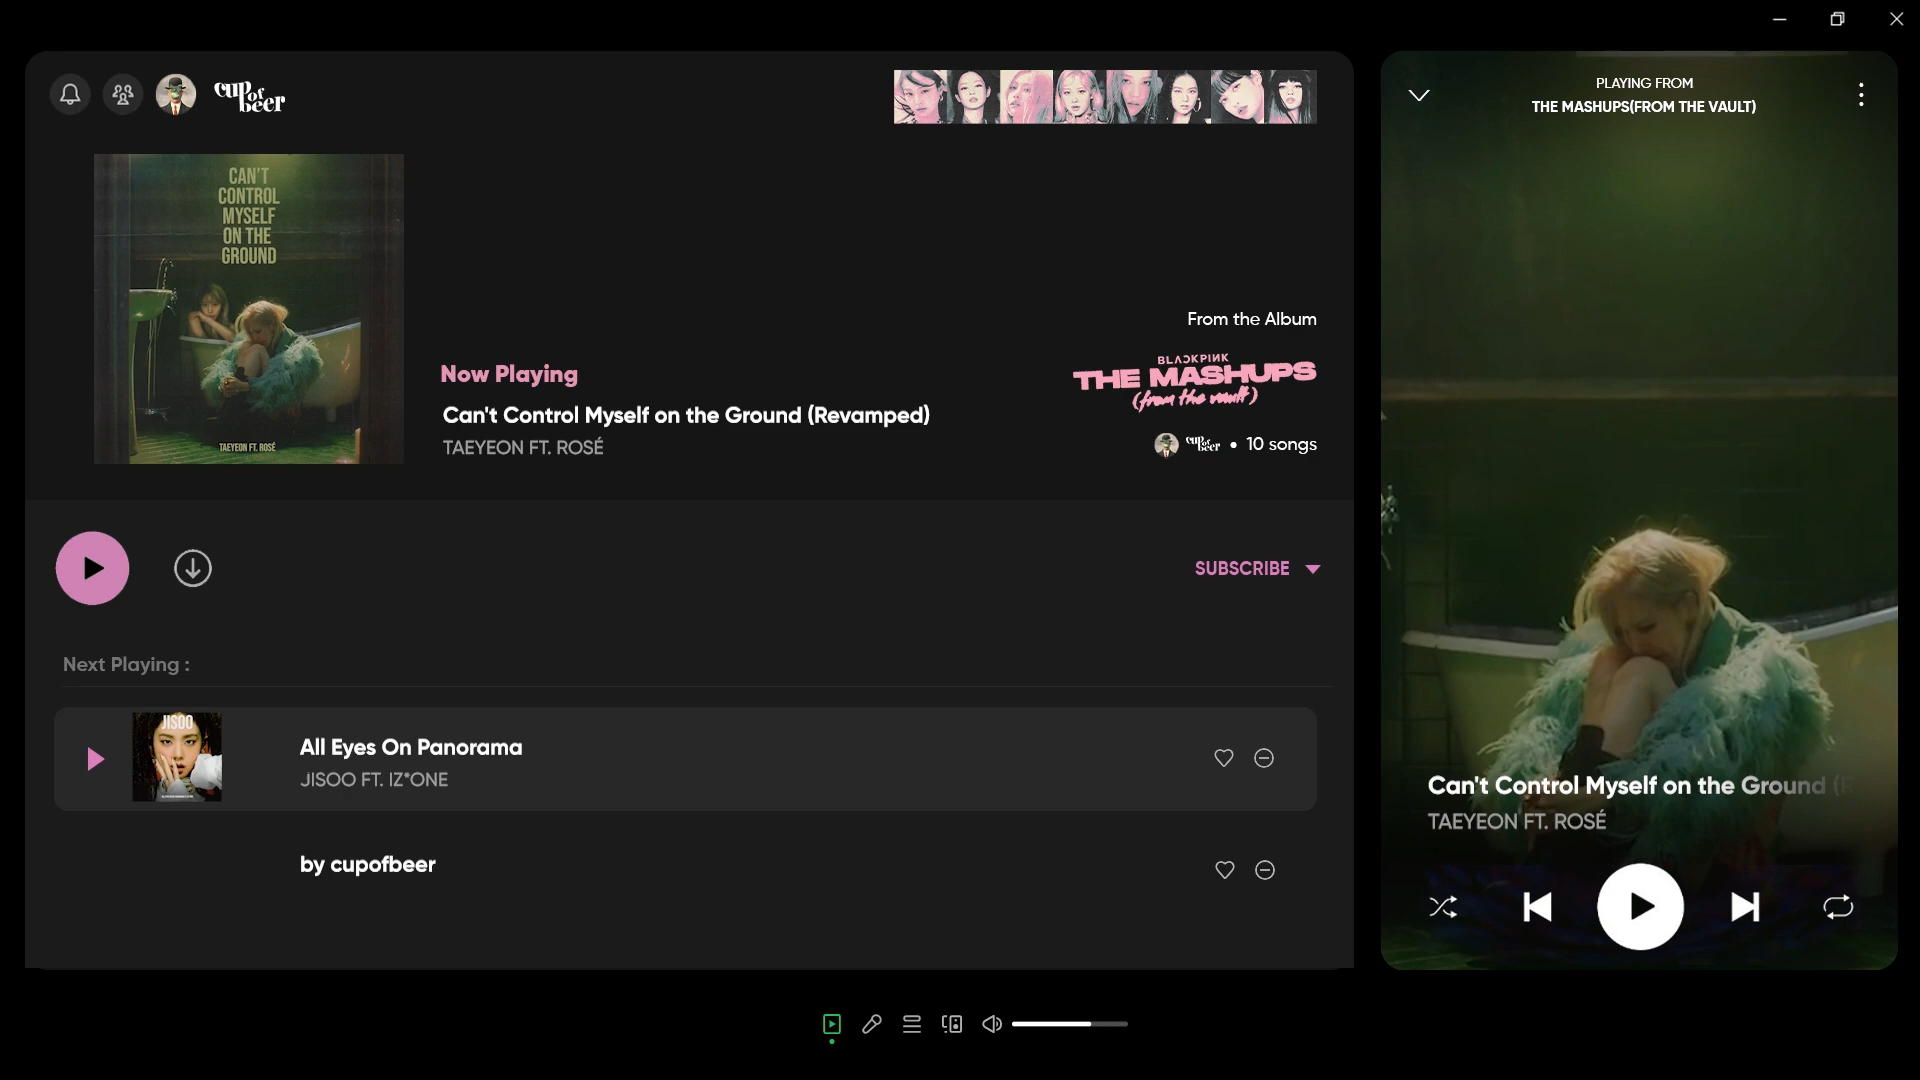 cup
of
beer
CAN'T
CONTROL
MYSELF
ON THE
GROUND
TAEYEON FT. ROSÉ
Now Playing
Can't Control Myself on the Ground (Revamped)
TAEYEON FT. ROSÉ
From the Album
BLACKPINK
THE MASHUPS
(from the vault)
cup of beer • 10 songs
SUBSCRIBE
Next Playing :
JISOO
All Eyes On Panorama
JISOO FT. IZ*ONE
by cupofbeer
PLAYING FROM
THE MASHUPS(FROM THE VAULT)
Can't Control Myself on the Ground (R
TAEYEON FT. ROSÉ